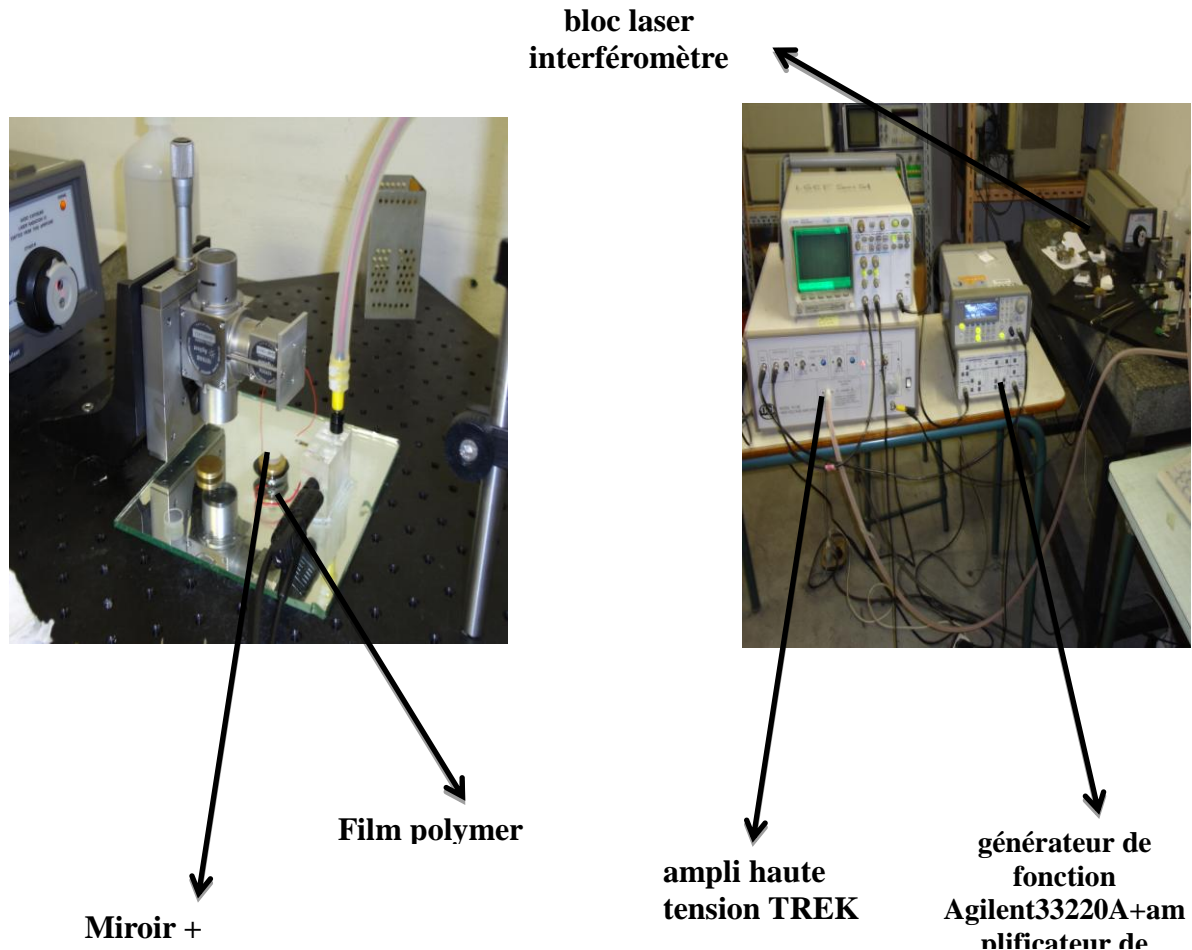 bloc laser
interféromètre
Film polymer
Miroir +
ampli haute
tension TREK
générateur de
fonction
Agilent33220A+am
plificateur de